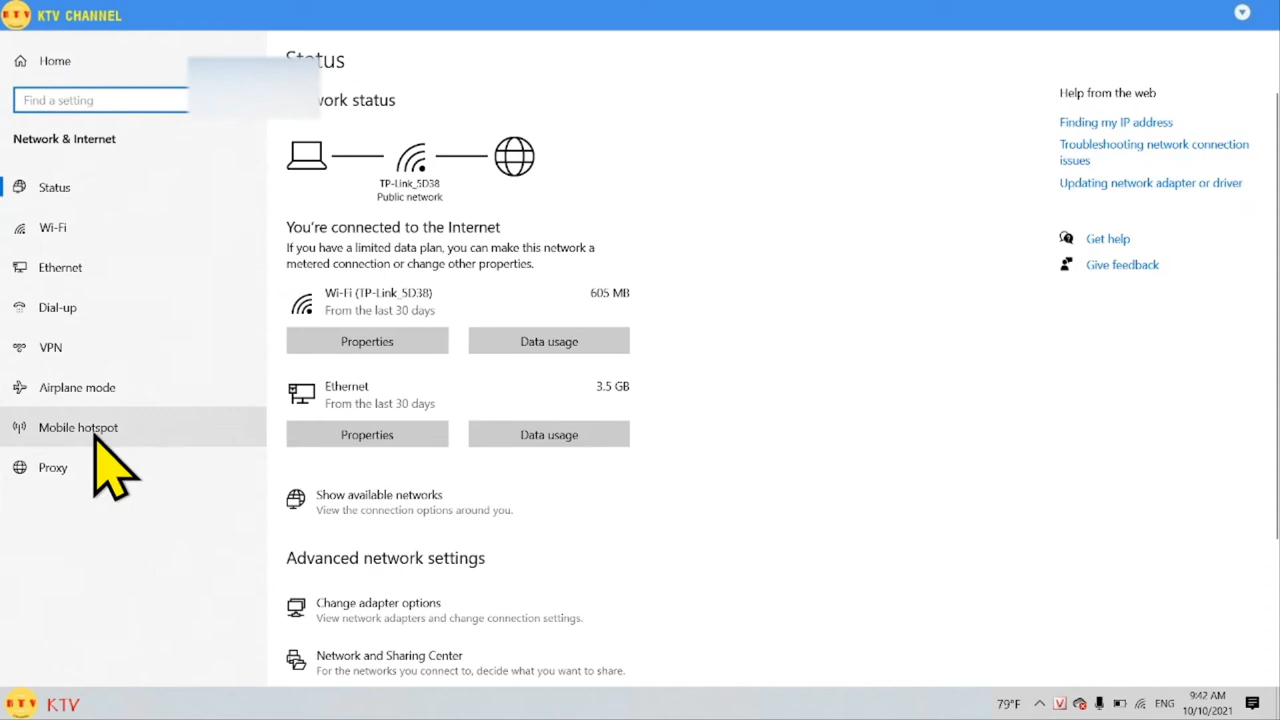 KTV CHANNEL
Home
Find a setting
Network & Internet
Status
Wi-Fi
Ethernet
Dial-up
VPN
Airplane mode
Mobile hotspot
Proxy
Status
work status
TP-Link_5D38
Public network
You're connected to the Internet
If you have a limited data plan, you can make this network a
metered connection or change other properties.
Wi-Fi (TP-Link_5D38) 605 MB
From the last 30 days
Properties Data usage
Ethernet 3.5 GB
From the last 30 days
Properties Data usage
Show available networks
View the connection options around you.
Advanced network settings
Change adapter options
View network adapters and change connection settings.
Network and Sharing Center
For the networks you connect to, decide what you want to share.
Help from the web
Finding my IP address
Troubleshooting network connection
issues
Updating network adapter or driver
Get help
Give feedback
KTV KTV
79°F V ENG 9:42 AM
10/10/2021